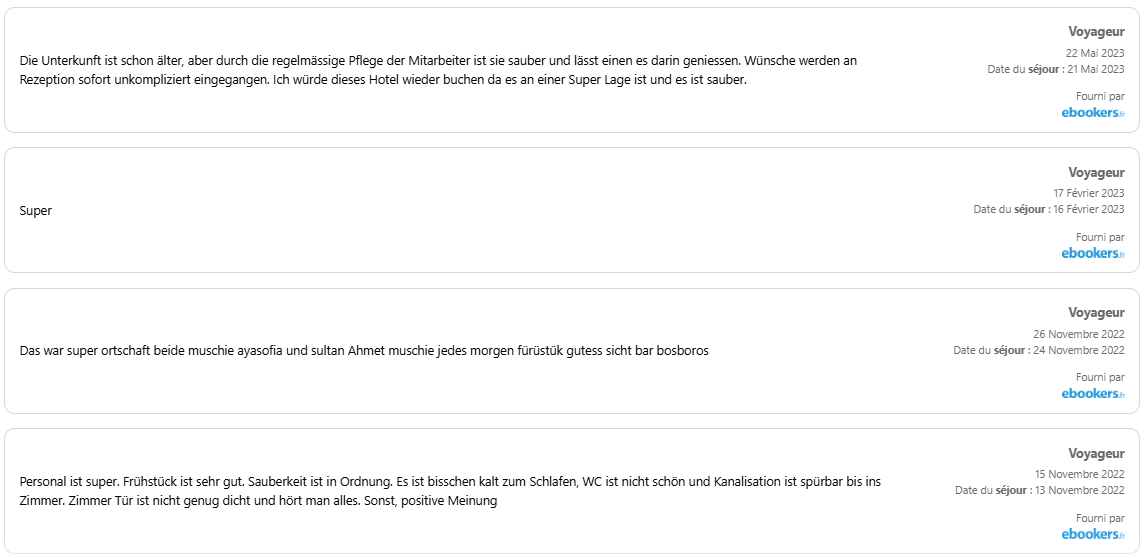 Voyageur
Die Unterkunft ist schon älter, aber durch die regelmässige Pflege der Mitarbeiter ist sie sauber und lässt einen es darin geniessen. Wünsche werden an
Rezeption sofort unkompliziert eingegangen. Ich würde dieses Hotel wieder buchen da es an einer Super Lage ist und es ist sauber.
22 Mai 2023
Date du séjour : 21 Mai 2023
Fourni par
ebookers.fr
Voyageur
17 Février 2023
Super
Date du séjour : 16 Février 2023
Fourni par
ebookers.fr
Voyageur
26 Novembre 2022
Das war super ortschaft beide muschie ayasofia und sultan Ahmet muschie jedes morgen fürüstük gutess sicht bar bosboros
Date du séjour : 24 Novembre 2022
Fourni par
ebookers.fr
Voyageur
15 Novembre 2022
Personal ist super. Frühstück ist sehr gut. Sauberkeit ist in Ordnung. Es ist bisschen kalt zum Schlafen, WC ist nicht schön und Kanalisation ist spürbar bis ins
Zimmer. Zimmer Tür ist nicht genug dicht und hört man alles. Sonst, positive Meinung
Date du séjour : 13 Novembre 2022
Fourni par
ebookers.fr